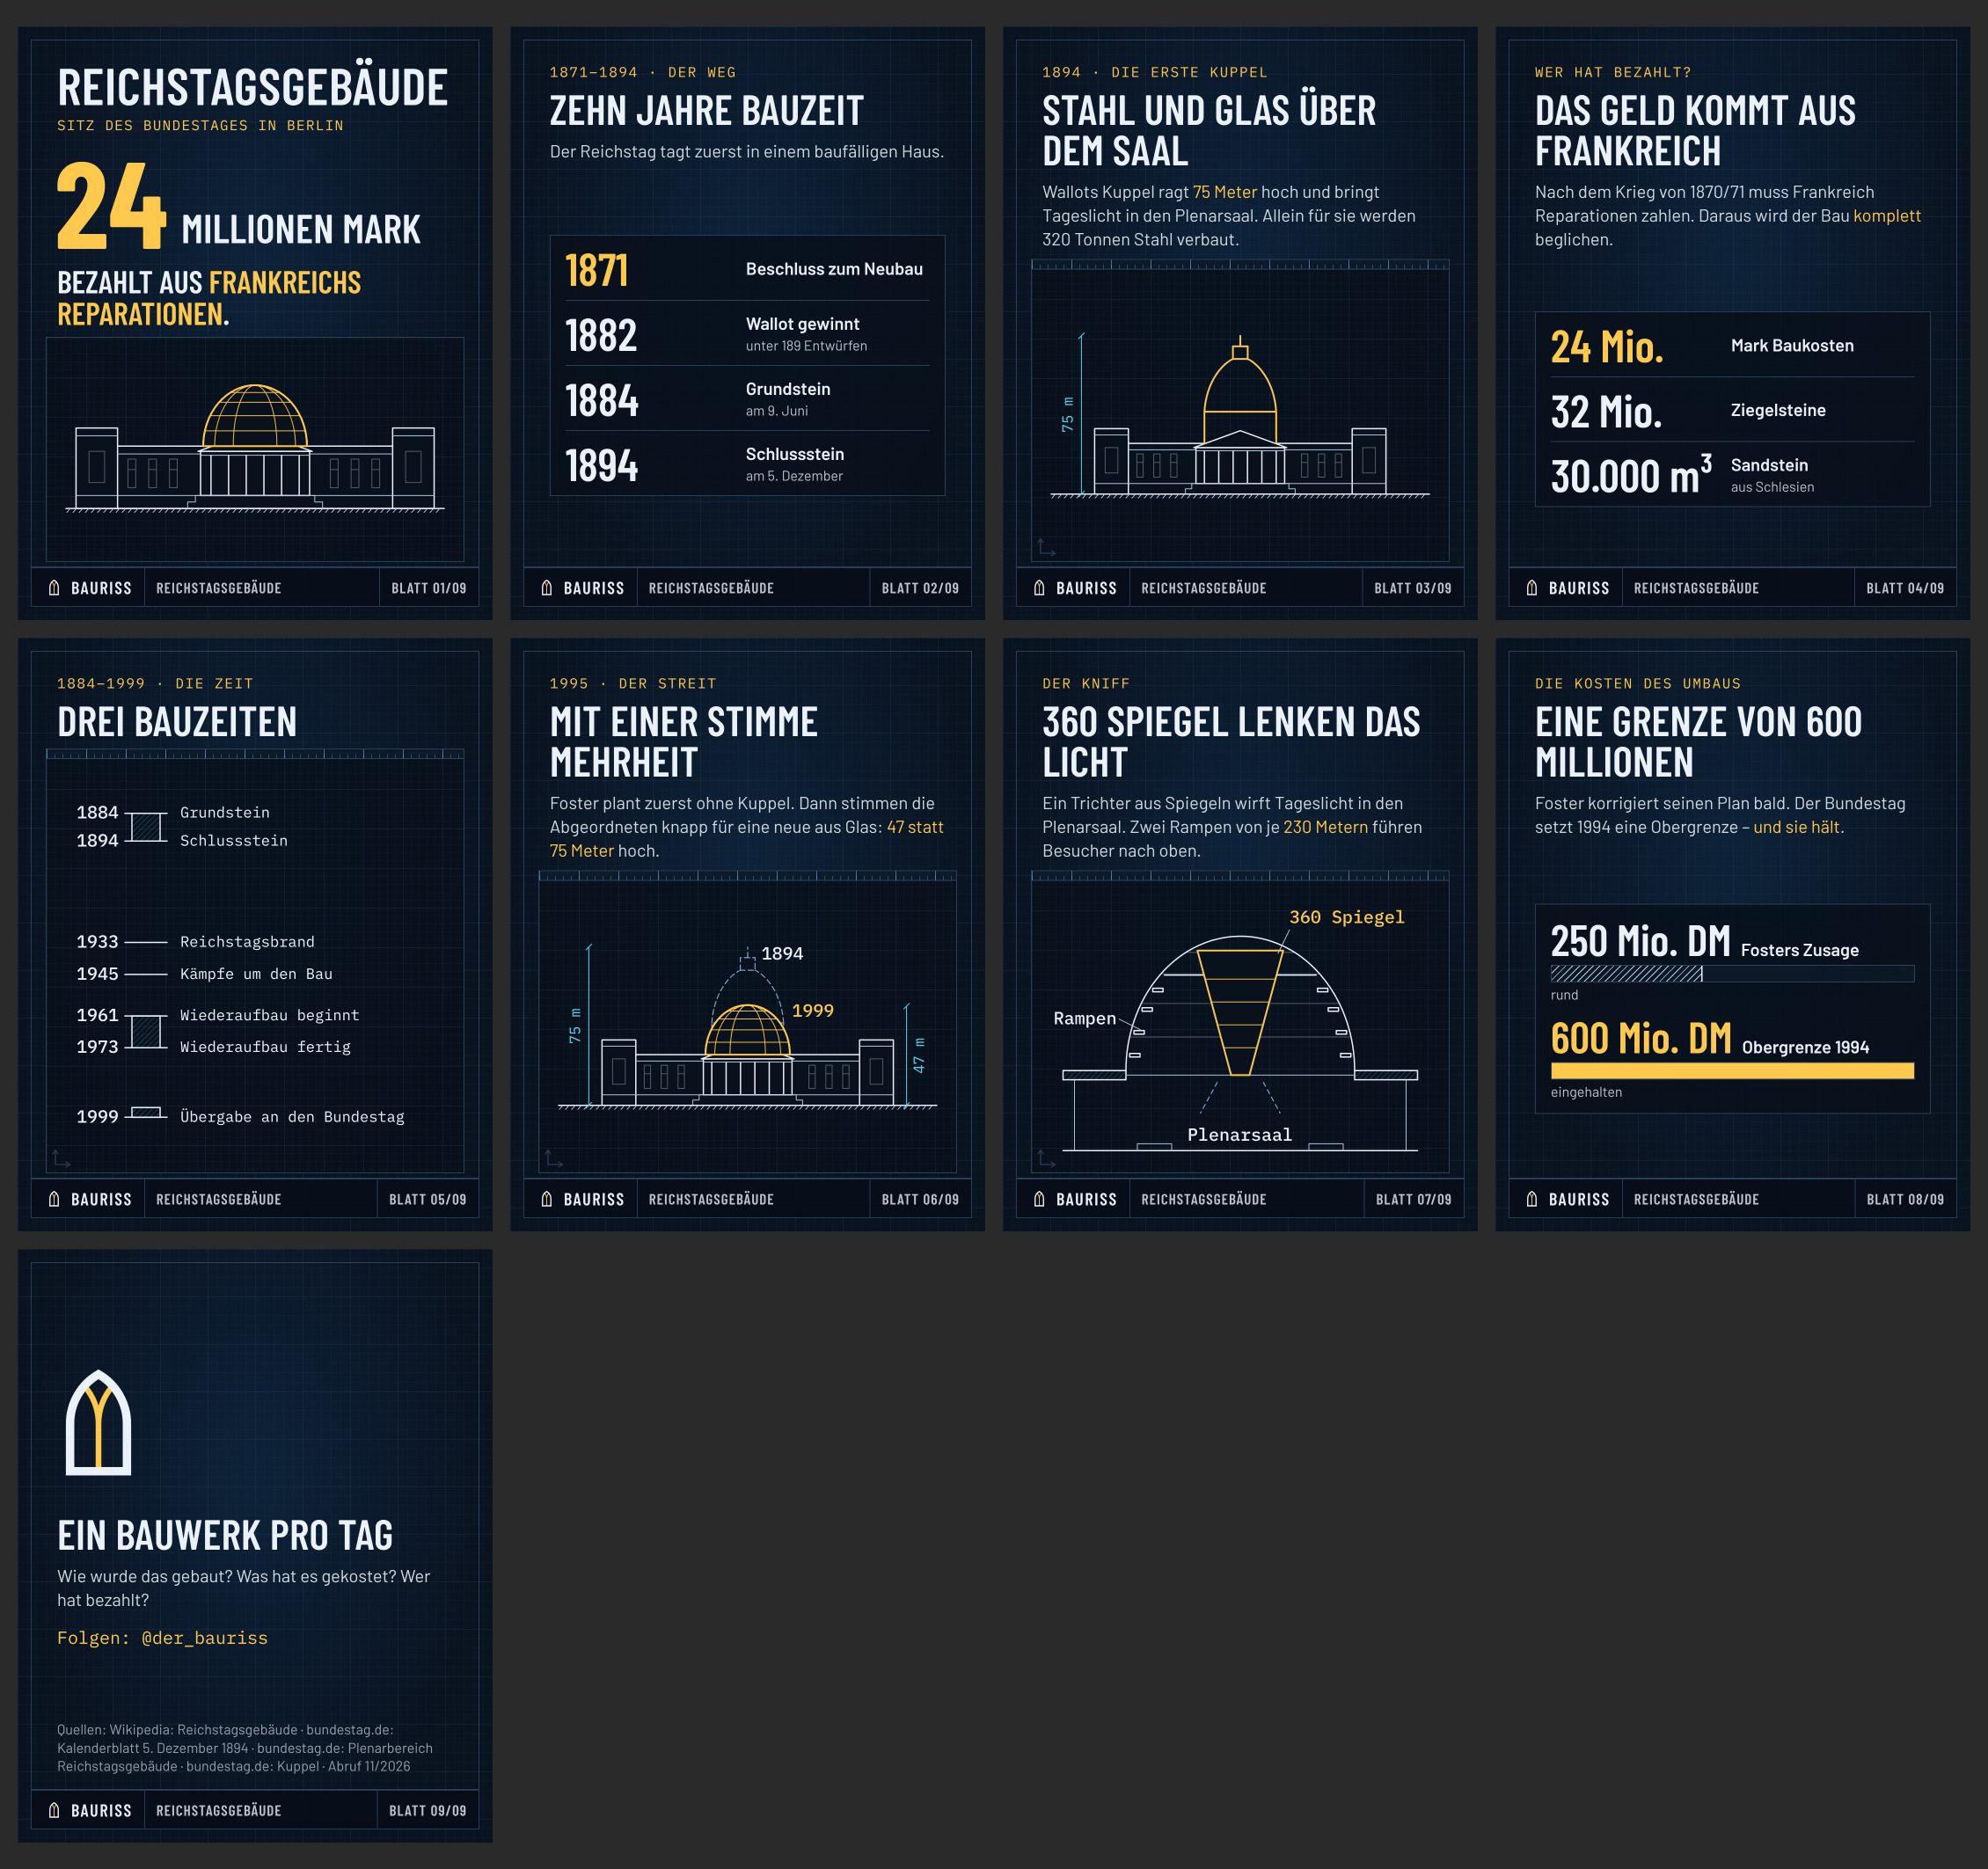 REICHSTAGSGEBÄUDE
SITZ DES BUNDESTAGES IN BERLIN
24 MILLIONEN MARK
BEZAHLT AUS FRANKREICHS
REPARATIONEN.
BAURISS
REICHSTAGSGEBÄUDE
BLATT 01/09
1871–1894 · DER WEG
ZEHN JAHRE BAUZEIT
Der Reichstag tagt zuerst in einem baufälligen Haus.
1871 Beschluss zum Neubau
1882 Wallot gewinnt
unter 189 Entwürfen
1884 Grundstein
am 9. Juni
1894 Schlussstein
am 5. Dezember
BAURISS
REICHSTAGSGEBÄUDE
BLATT 02/09
1894 · DIE ERSTE KUPPEL
STAHL UND GLAS ÜBER
DEM SAAL
Wallots Kuppel ragt 75 Meter hoch und bringt
Tageslicht in den Plenarsaal. Allein für sie werden
320 Tonnen Stahl verbaut.
75 m
BAURISS
REICHSTAGSGEBÄUDE
BLATT 03/09
WER HAT BEZAHLT?
DAS GELD KOMMT AUS
FRANKREICH
Nach dem Krieg von 1870/71 muss Frankreich
Reparationen zahlen. Daraus wird der Bau komplett
beglichen.
24 Mio. Mark Baukosten
32 Mio. Ziegelsteine
30.000 m³ Sandstein
aus Schlesien
BAURISS
REICHSTAGSGEBÄUDE
BLATT 04/09
1884–1999 · DIE ZEIT
DREI BAUZEITEN
1884 Grundstein
1894 Schlussstein
1933 Reichstagsbrand
1945 Kämpfe um den Bau
1961 Wiederaufbau beginnt
1973 Wiederaufbau fertig
1999 Übergabe an den Bundestag
BAURISS
REICHSTAGSGEBÄUDE
BLATT 05/09
1995 · DER STREIT
MIT EINER STIMME
MEHRHEIT
Foster plant zuerst ohne Kuppel. Dann stimmen die
Abgeordneten knapp für eine neue aus Glas: 47 statt
75 Meter hoch.
1894
1999
75 m
47 m
BAURISS
REICHSTAGSGEBÄUDE
BLATT 06/09
DER KNIFF
360 SPIEGEL LENKEN DAS
LICHT
Ein Trichter aus Spiegeln wirft Tageslicht in den
Plenarsaal. Zwei Rampen von je 230 Metern führen
Besucher nach oben.
360 Spiegel
Rampen
Plenarsaal
BAURISS
REICHSTAGSGEBÄUDE
BLATT 07/09
DIE KOSTEN DES UMBAUS
EINE GRENZE VON 600
MILLIONEN
Foster korrigiert seinen Plan bald. Der Bundestag
setzt 1994 eine Obergrenze – und sie hält.
250 Mio. DM Fosters Zusage
rund
600 Mio. DM Obergrenze 1994
eingehalten
BAURISS
REICHSTAGSGEBÄUDE
BLATT 08/09
EIN BAUWERK PRO TAG
Wie wurde das gebaut? Was hat es gekostet? Wer
hat bezahlt?
Folgen: @der_bauriss
Quellen: Wikipedia: Reichstagsgebäude · bundestag.de:
Kalenderblatt 5. Dezember 1894 · bundestag.de: Plenarbereich
Reichstagsgebäude · bundestag.de: Kuppel · Abruf 11/2026
BAURISS
REICHSTAGSGEBÄUDE
BLATT 09/09